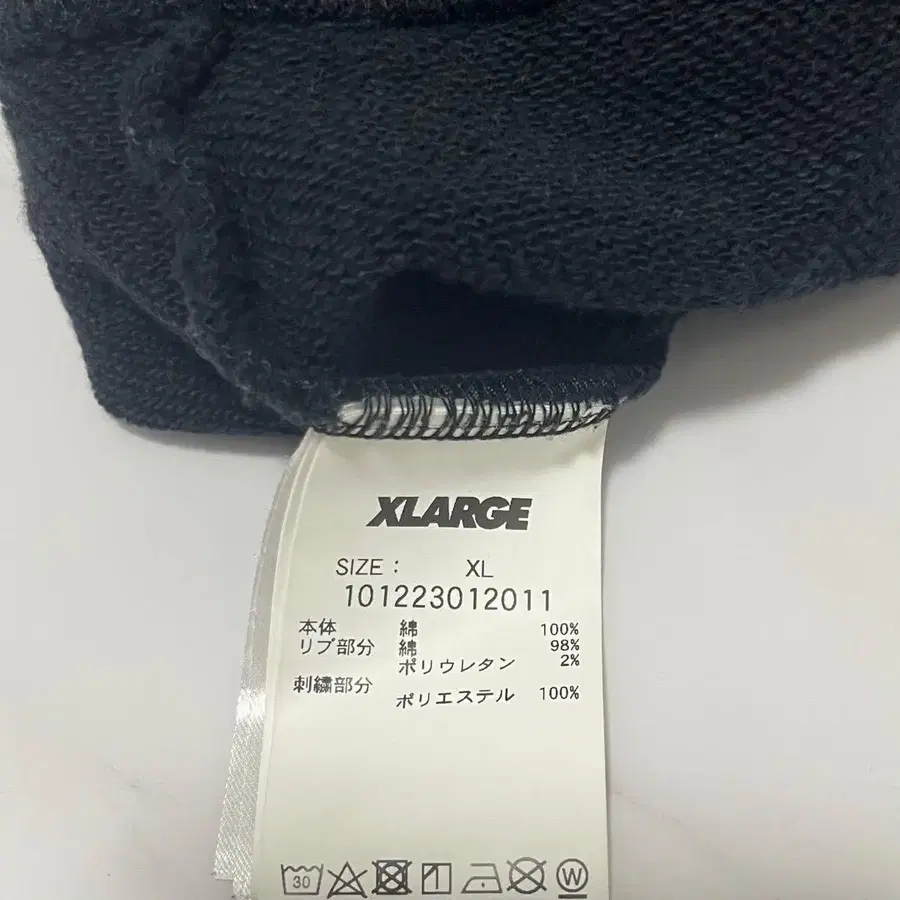 XLARGE
SIZE : XL
101223012011
本体 綿 100%
リブ部分 綿 98%
ポリウレタン 2%
刺繍部分 ポリエステル 100%
30 W